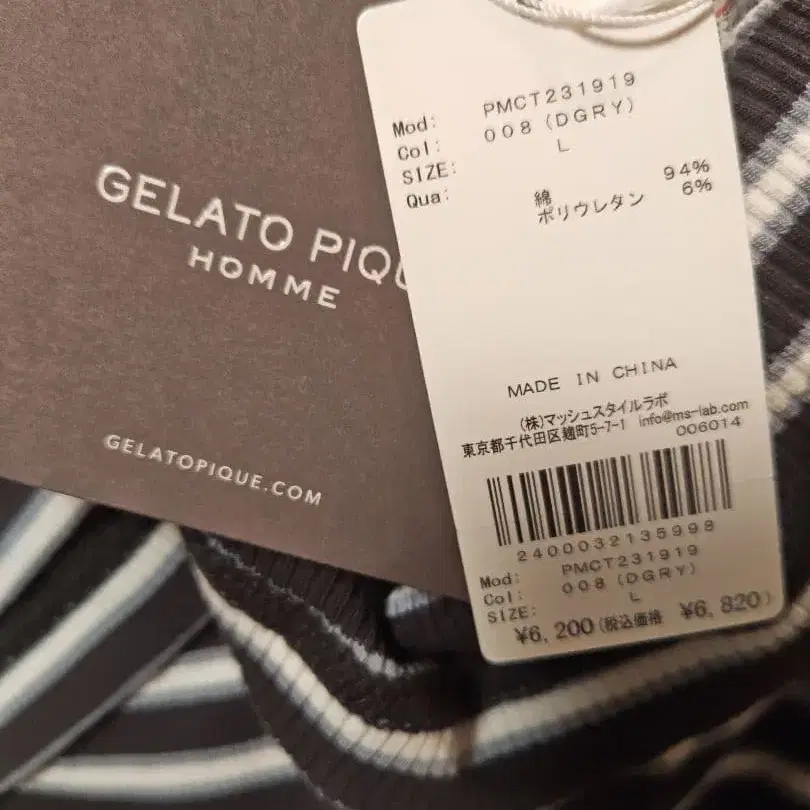 GELATO PIQU
HOMME
GELATOPIQUE.COM
Mod: PMCT231919
Col: 008 (DGRY)
SIZE: L
Qua: 綿 94%
ポリウレタン 6%
MADE IN CHINA
(株)マッシュスタイルラボ
東京都千代田区麹町5-7-1 info@ms-lab.com
006014
2400032135998
Mod: PMCT231919
Col: 008 (DGRY)
SIZE: L
¥6,200(税込価格 ¥6,820)